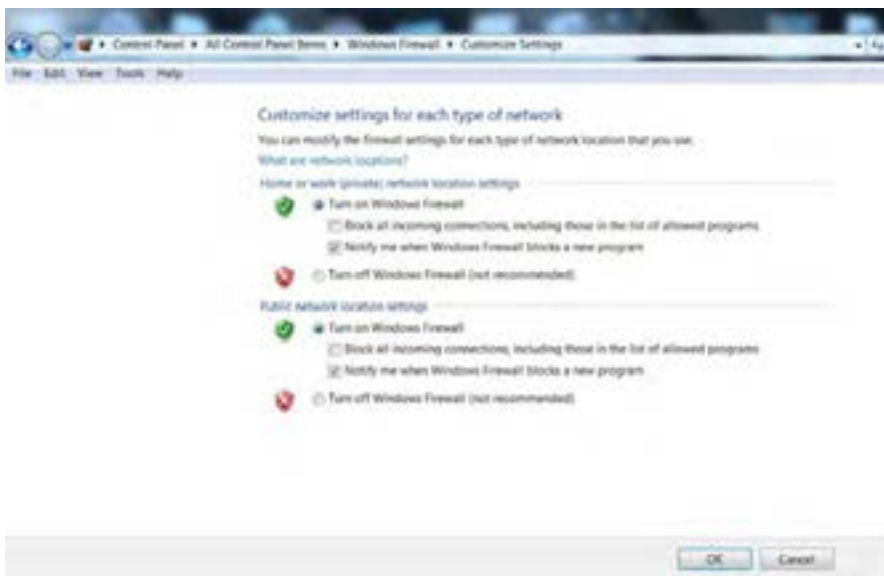 Control Panel ▸ All Control Panel Items ▸ Windows Firewall ▸ Customize Settings
File Edit View Tools Help
Customize settings for each type of network
You can modify the firewall settings for each type of network location that you use.
What are network locations?
Home or work (private) network location settings
Turn on Windows Firewall
Block all incoming connections, including those in the list of allowed programs
Notify me when Windows Firewall blocks a new program
Turn off Windows Firewall (not recommended)
Public network location settings
Turn on Windows Firewall
Block all incoming connections, including those in the list of allowed programs
Notify me when Windows Firewall blocks a new program
Turn off Windows Firewall (not recommended)
OK Cancel